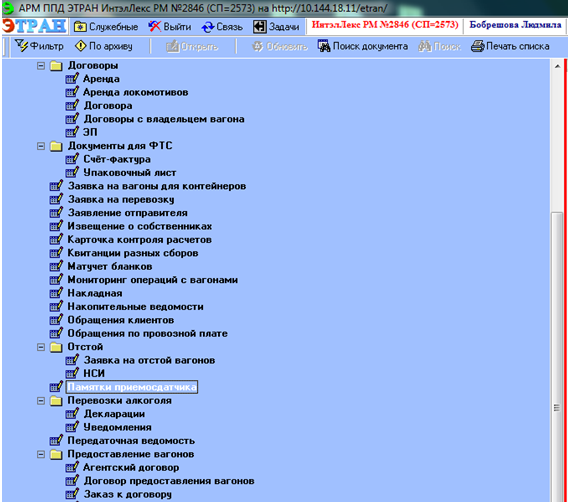 АРМ ППД ЭТРАН ИнтэлЛекс РМ №2846 (СП=2573) на http://10.144.18.11/etran/
ЭТРАН Служебные Выйти Связь Задачи ИнтэлЛекс РМ №2846 (СП=2573) Бобрешова Людмила
Фильтр По архиву Открыть Обновить Поиск документа Поиск Печать списка
Договоры
Аренда
Аренда локомотивов
Договора
Договоры с владельцем вагона
ЭП
Документы для ФТС
Счёт-фактура
Упаковочный лист
Заявка на вагоны для контейнеров
Заявка на перевозку
Заявление отправителя
Извещение о собственниках
Карточка контроля расчетов
Квитанции разных сборов
Матучет бланков
Мониторинг операций с вагонами
Накладная
Накопительные ведомости
Обращения клиентов
Обращения по провозной плате
Отстой
Заявка на отстой вагонов
НСИ
Памятки приемосдатчика
Перевозки алкоголя
Декларации
Уведомления
Передаточная ведомость
Предоставление вагонов
Агентский договор
Договор предоставления вагонов
Заказ к договору